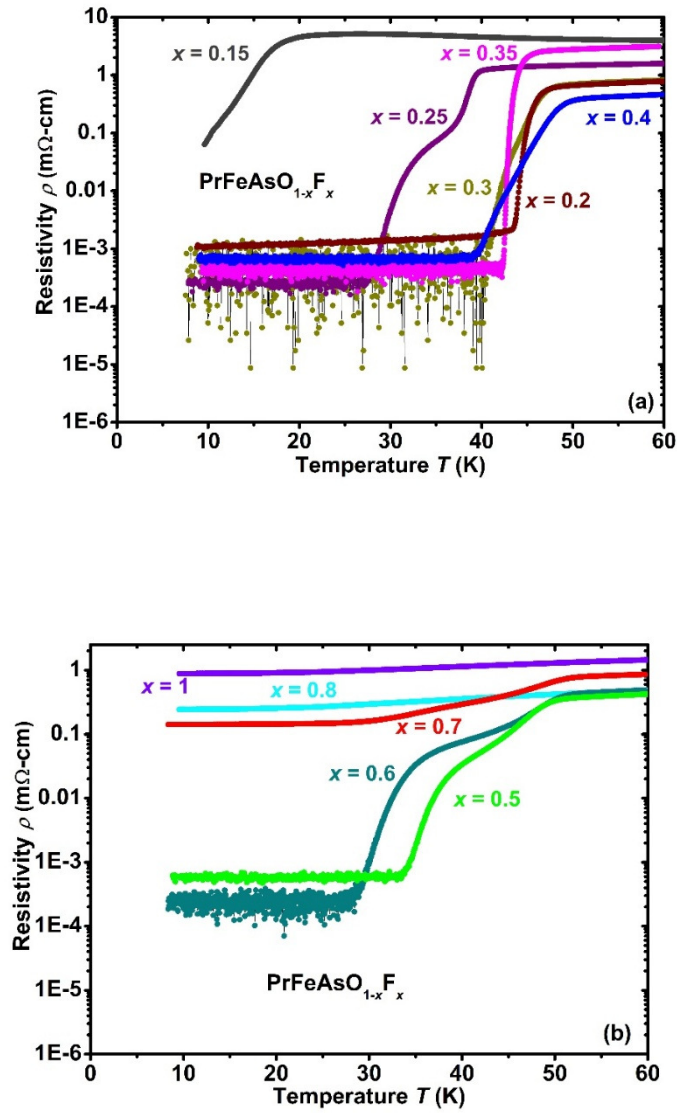 10
1
0.1
0.01
1E-3
1E-4
1E-5
1E-6
Resistivity ρ (mΩ-cm)
x = 0.15
x = 0.35
x = 0.25
x = 0.4
PrFeAsO1-xFx
x = 0.3
x = 0.2
(a)
0 10 20 30 40 50 60
Temperature T (K)
1
0.1
0.01
1E-3
1E-4
1E-5
1E-6
Resistivity ρ (mΩ-cm)
x = 1
x = 0.8
x = 0.7
x = 0.6
x = 0.5
PrFeAsO1-xFx
(b)
0 10 20 30 40 50 60
Temperature T (K)